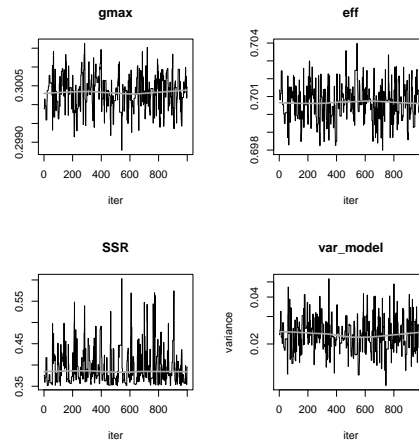 gmax
0.3005
0.2990
0 200 400 600 800
iter
eff
0.704
0.701
0.698
0 200 400 600 800
iter
SSR
0.55
0.45
0.35
0 200 400 600 800
iter
var_model
variance
0.04
0.02
0 200 400 600 800
iter